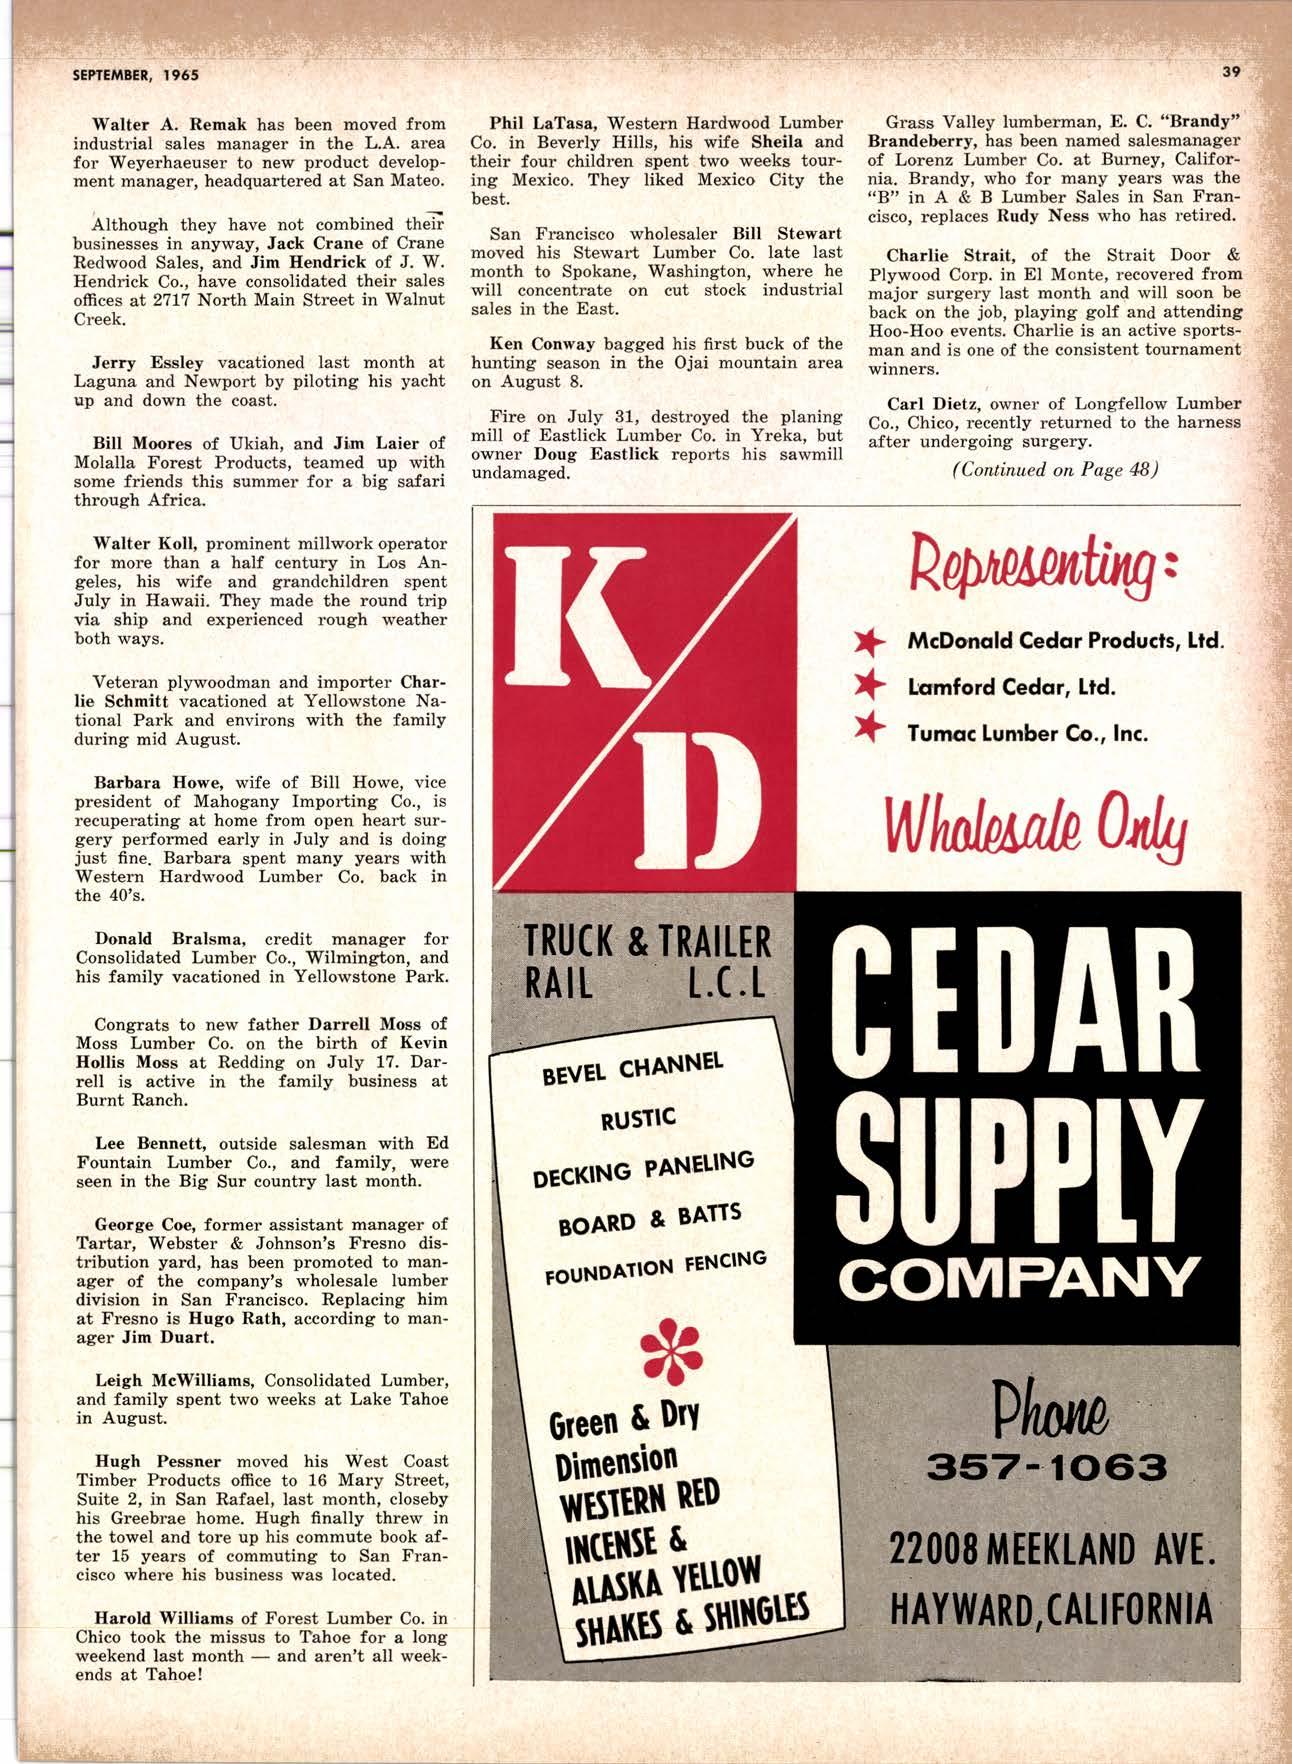 SEPTEMBER, 1965
39
Walter A. Remak has been moved from
industrial sales manager in the L.A. area
for Weyerhaeuser to new product develop-
ment manager, headquartered at San Mateo.
Although they have not combined their
businesses in anyway, Jack Crane of Crane
Redwood Sales, and Jim Hendrick of J. W.
Hendrick Co., have consolidated their sales
offices at 2717 North Main Street in Walnut
Creek.
Jerry Essley vacationed last month at
Laguna and Newport by piloting his yacht
up and down the coast.
Bill Moores of Ukiah, and Jim Laier of
Molalla Forest Products, teamed up with
some friends this summer for a big safari
through Africa.
Walter Koll, prominent millwork operator
for more than a half century in Los An-
geles, his wife and grandchildren spent
July in Hawaii. They made the round trip
via ship and experienced rough weather
both ways.
Veteran plywoodman and importer Char-
lie Schmitt vacationed at Yellowstone Na-
tional Park and environs with the family
during mid August.
Barbara Howe, wife of Bill Howe, vice
president of Mahogany Importing Co., is
recuperating at home from open heart sur-
gery performed early in July and is doing
just fine. Barbara spent many years with
Western Hardwood Lumber Co. back in
the 40's.
Donald Bralsma, credit manager for
Consolidated Lumber Co., Wilmington, and
his family vacationed in Yellowstone Park.
Congrats to new father Darrell Moss of
Moss Lumber Co. on the birth of Kevin
Hollis Moss at Redding on July 17. Dar-
rell is active in the family business at
Burnt Ranch.
Lee Bennett, outside salesman with Ed
Fountain Lumber Co., and family, were
seen in the Big Sur country last month.
George Coe, former assistant manager of
Tartar, Webster & Johnson's Fresno dis-
tribution yard, has been promoted to man-
ager of the company's wholesale lumber
division in San Francisco. Replacing him
at Fresno is Hugo Rath, according to man-
ager Jim Duart.
Leigh McWilliams, Consolidated Lumber,
and family spent two weeks at Lake Tahoe
in August.
Hugh Pessner moved his West Coast
Timber Products office to 16 Mary Street,
Suite 2, in San Rafael, last month, closeby
his Greebrae home. Hugh finally threw in
the towel and tore up his commute book af-
ter 15 years of commuting to San Fran-
cisco where his business was located.
Harold Williams of Forest Lumber Co. in
Chico took the missus to Tahoe for a long
weekend last month — and aren't all week-
ends at Tahoe!
Phil LaTasa, Western Hardwood Lumber
Co. in Beverly Hills, his wife Sheila and
their four children spent two weeks tour-
ing Mexico. They liked Mexico City the
best.
San Francisco wholesaler Bill Stewart
moved his Stewart Lumber Co. late last
month to Spokane, Washington, where he
will concentrate on cut stock industrial
sales in the East.
Ken Conway bagged his first buck of the
hunting season in the Ojai mountain area
on August 8.
Fire on July 31, destroyed the planing
mill of Eastlick Lumber Co. in Yreka, but
owner Doug Eastlick reports his sawmill
undamaged.
Grass Valley lumberman, E. C. "Brandy"
Brandeberry, has been named salesmanager
of Lorenz Lumber Co. at Burney, Califor-
nia. Brandy, who for many years was the
"B" in A & B Lumber Sales in San Fran-
cisco, replaces Rudy Ness who has retired.
Charlie Strait, of the Strait Door &
Plywood Corp. in El Monte, recovered from
major surgery last month and will soon be
back on the job, playing golf and attending
Hoo-Hoo events. Charlie is an active sports-
man and is one of the consistent tournament
winners.
Carl Dietz, owner of Longfellow Lumber
Co., Chico, recently returned to the harness
after undergoing surgery.
(Continued on Page 48)
K/D
Representing:
McDonald Cedar Products, Ltd.
Lamford Cedar, Ltd.
Tumac Lumber Co., Inc.
Wholesale Only
TRUCK & TRAILER
RAIL L.C.L
BEVEL CHANNEL
RUSTIC
DECKING PANELING
BOARD & BATTS
FOUNDATION FENCING
Green & Dry
Dimension
WESTERN RED
INCENSE &
ALASKA YELLOW
SHAKES & SHINGLES
CEDAR
SUPPLY
COMPANY
Phone
357-1063
22008 MEEKLAND AVE.
HAYWARD, CALIFORNIA